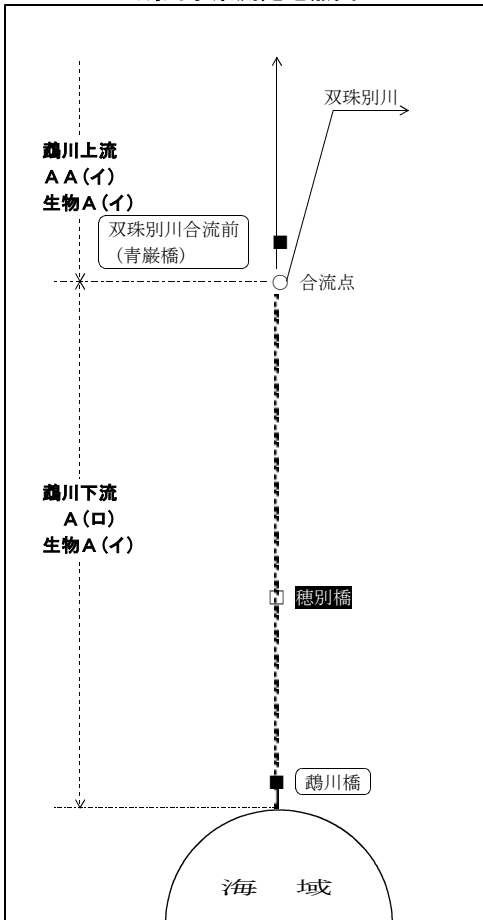 双珠別川
鵡川上流
ＡＡ(イ)
生物Ａ(イ)
双珠別川合流前
(青巌橋)
合流点
鵡川下流
Ａ(ロ)
生物Ａ(イ)
穂別橋
鵡川橋
海　域